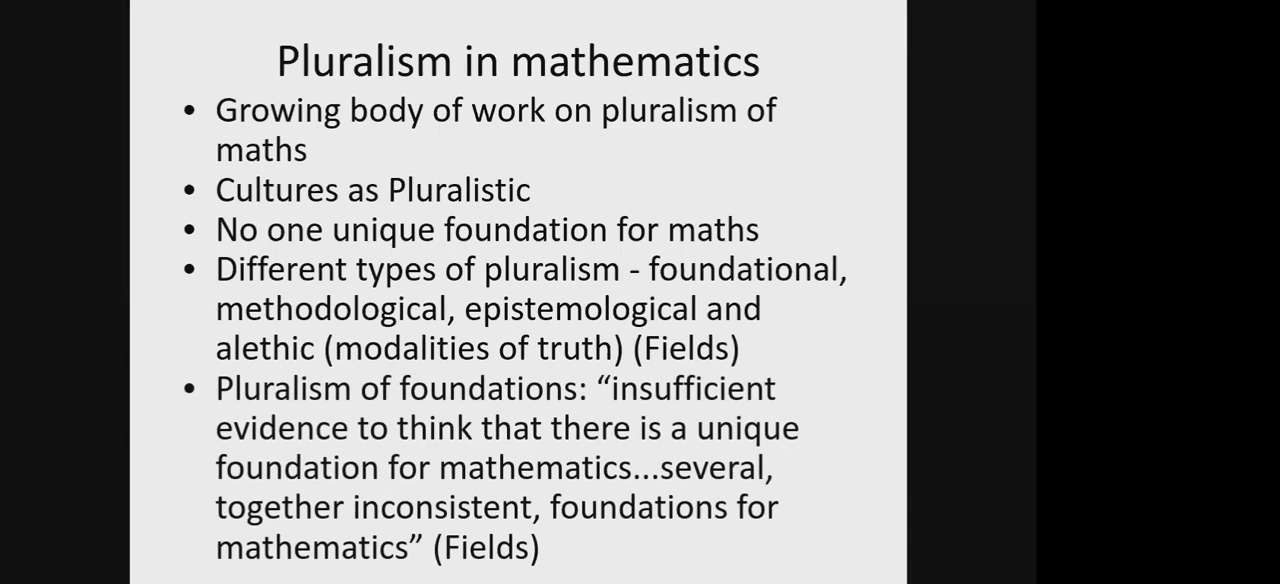 Pluralism in mathematics
• Growing body of work on pluralism of
maths
• Cultures as Pluralistic
• No one unique foundation for maths
• Different types of pluralism - foundational,
methodological, epistemological and
alethic (modalities of truth) (Fields)
• Pluralism of foundations: “insufficient
evidence to think that there is a unique
foundation for mathematics...several,
together inconsistent, foundations for
mathematics” (Fields)